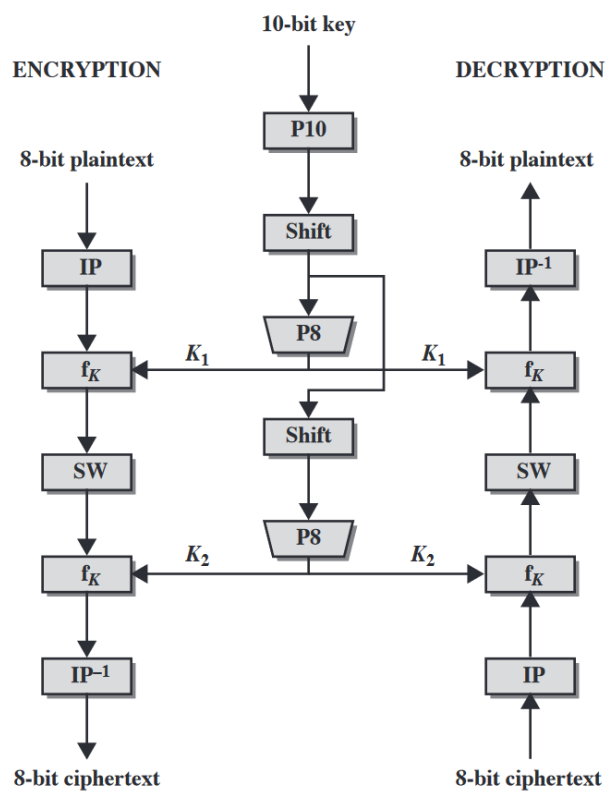 10-bit key
ENCRYPTION
DECRYPTION
P10
8-bit plaintext
8-bit plaintext
Shift
IP
IP-1
P8
K1
K1
fK
fK
Shift
SW
SW
P8
K2
K2
fK
fK
IP–1
IP
8-bit ciphertext
8-bit ciphertext